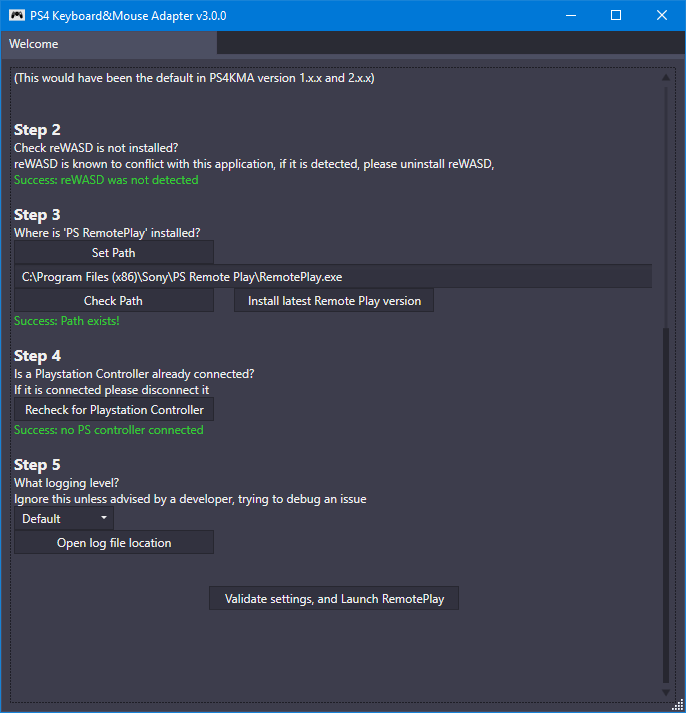 PS4 Keyboard&Mouse Adapter v3.0.0
Welcome
(This would have been the default in PS4KMA version 1.x.x and 2.x.x)
Step 2
Check reWASD is not installed?
reWASD is known to conflict with this application, if it is detected, please uninstall reWASD,
Success: reWASD was not detected
Step 3
Where is 'PS RemotePlay' installed?
Set Path
C:\Program Files (x86)\Sony\PS Remote Play\RemotePlay.exe
Check Path Install latest Remote Play version
Success: Path exists!
Step 4
Is a Playstation Controller already connected?
If it is connected please disconnect it
Recheck for Playstation Controller
Success: no PS controller connected
Step 5
What logging level?
Ignore this unless advised by a developer, trying to debug an issue
Default
Open log file location
Validate settings, and Launch RemotePlay